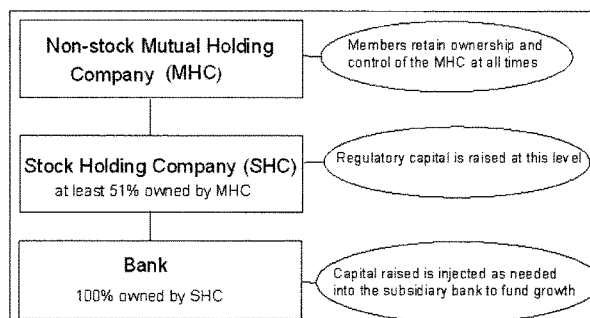 Non-stock Mutual Holding
Company (MHC)
Members retain ownership and
control of the MHC at all times
Stock Holding Company (SHC)
at least 51% owned by MHC
Regulatory capital is raised at this level
Bank
100% owned by SHC
Capital raised is injected as needed
into the subsidiary bank to fund growth